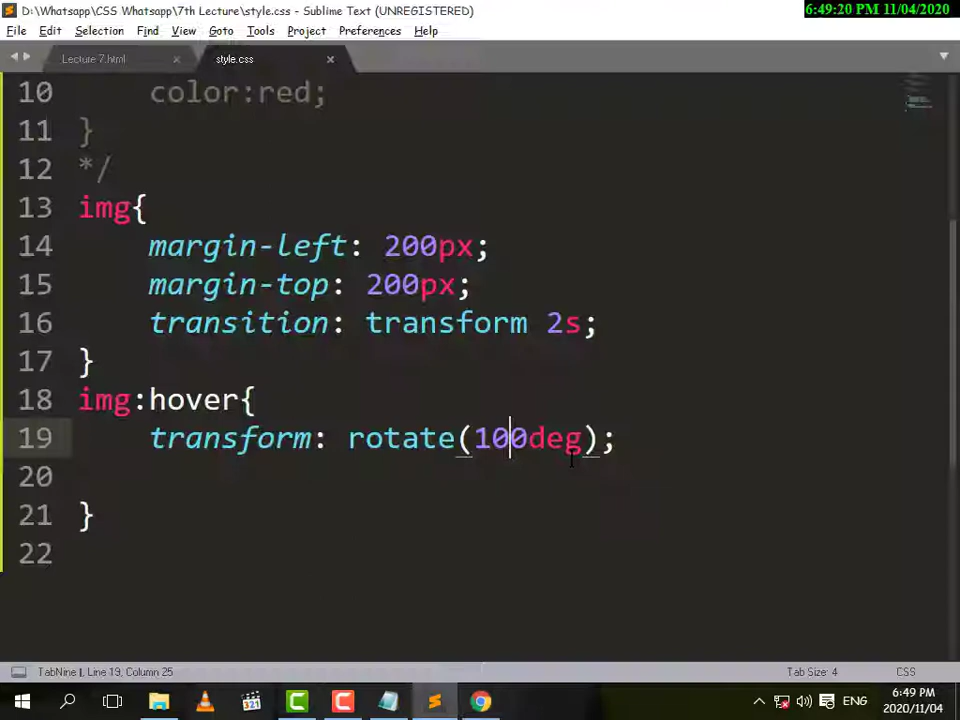 D:\Whatsapp\CSS Whatsapp\7th Lecture\style.css - Sublime Text (UNREGISTERED)
6:49:20 PM 11/04/2020
File Edit Selection Find View Goto Tools Project Preferences Help
Lecture 7.html × style.css ×
10 color:red;
11 }
12 */
13 img{
14 margin-left: 200px;
15 margin-top: 200px;
16 transition: transform 2s;
17 }
18 img:hover{
19 transform: rotate(100deg);
20
21 }
22
TabNine |, Line 19, Column 25 Tab Size: 4 CSS
321 ENG 6:49 PM
2020/11/04